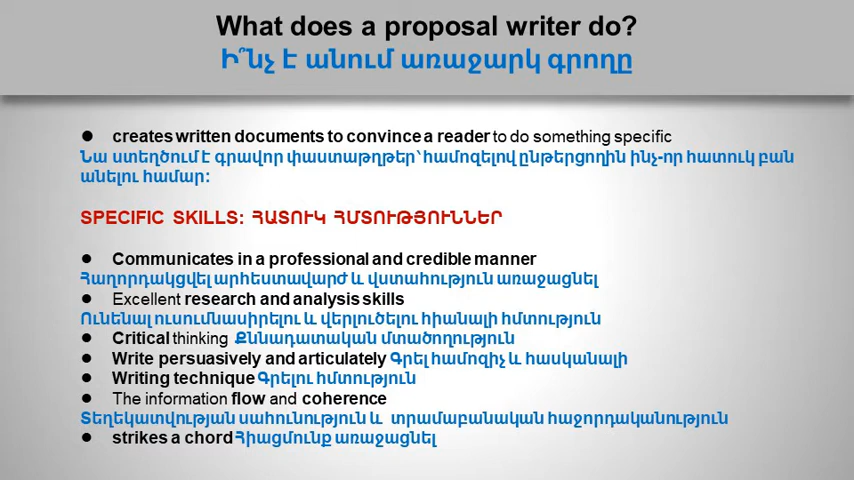 What does a proposal writer do?
Ի՞նչ է անում առաջարկ գրողը
● creates written documents to convince a reader to do something specific
Նա ստեղծում է գրավոր փաստաթղթեր՝ համոզելով ընթերցողին ինչ-որ հատուկ բան
անելու համար:
SPECIFIC SKILLS: ՀԱՏՈՒԿ ՀՄՏՈՒԹՅՈՒՆՆԵՐ
● Communicates in a professional and credible manner
Հաղորդակցվել արհեստավարժ և վստահություն առաջացնել
● Excellent research and analysis skills
Ունենալ ուսումնասիրելու և վերլուծելու հիանալի հմտություն
● Critical thinking Քննադատական մտածողություն
● Write persuasively and articulately Գրել համոզիչ և հասկանալի
● Writing technique Գրելու հմտություն
● The information flow and coherence
Տեղեկատվության սահունություն և տրամաբանական հաջորդականություն
● strikes a chord Հիացմունք առաջացնել